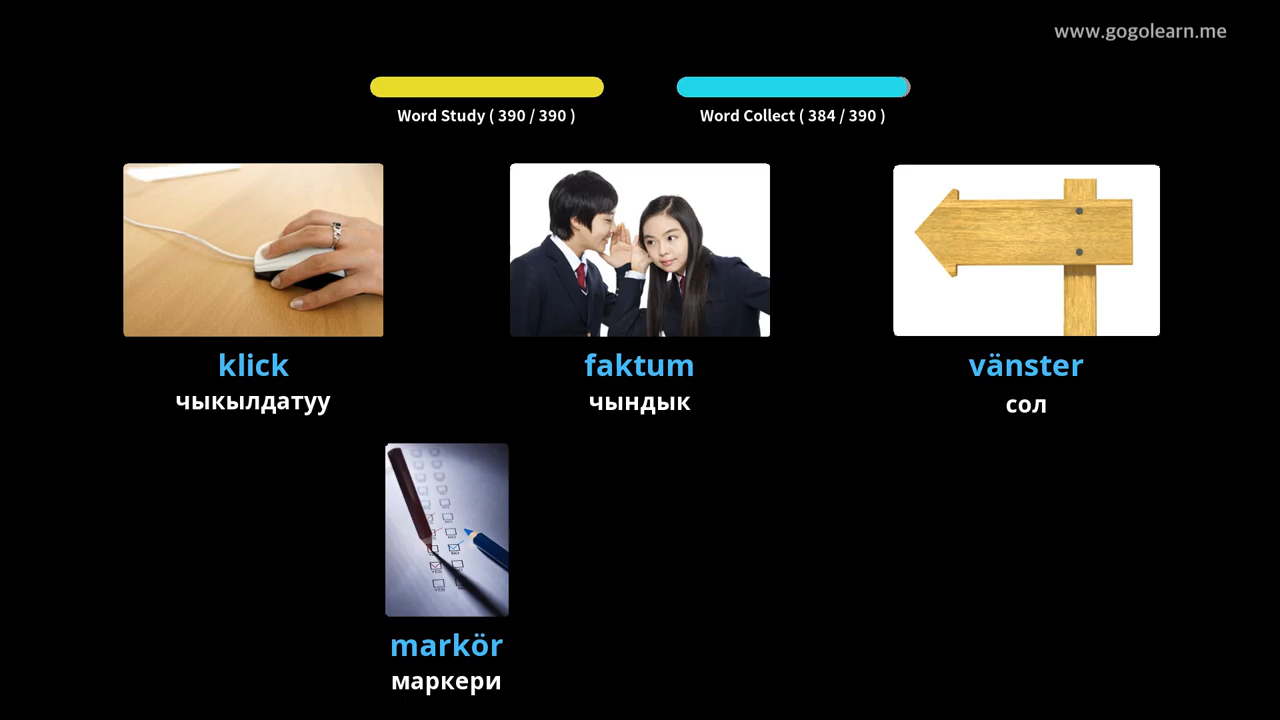 www.gogolearn.me
Word Study ( 390 / 390 )
Word Collect ( 384 / 390 )
klick
faktum
vänster
чыкылдатуу
чындык
сол
markör
маркери